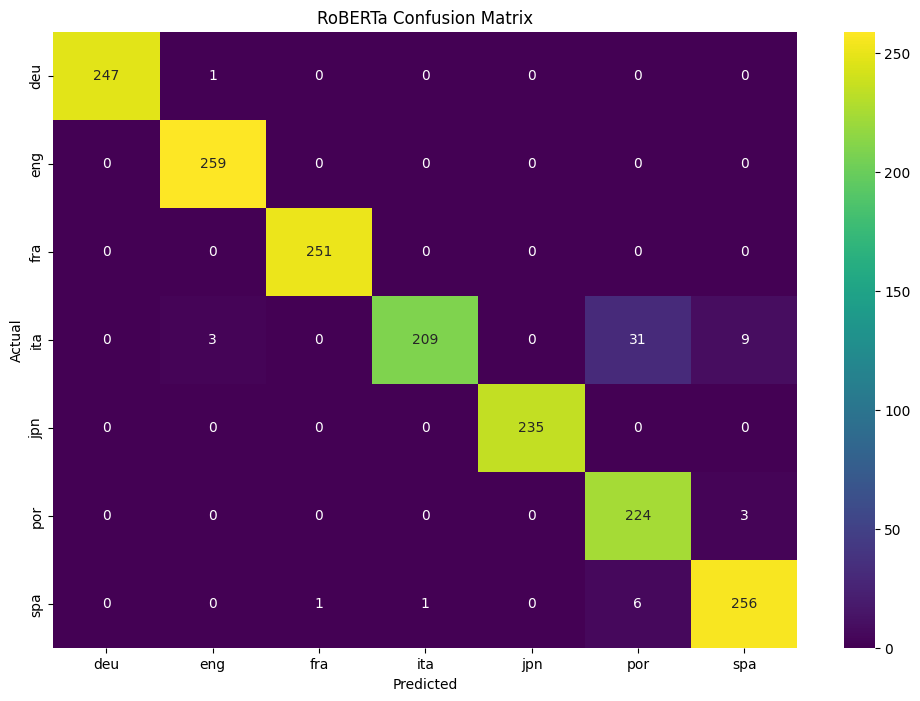 RoBERTa Confusion Matrix
Actual
deu 247 1 0 0 0 0 0
eng 0 259 0 0 0 0 0
fra 0 0 251 0 0 0 0
ita 0 3 0 209 0 31 9
jpn 0 0 0 0 235 0 0
por 0 0 0 0 0 224 3
spa 0 0 1 1 0 6 256
deu eng fra ita jpn por spa
Predicted
250
200
150
100
50
0